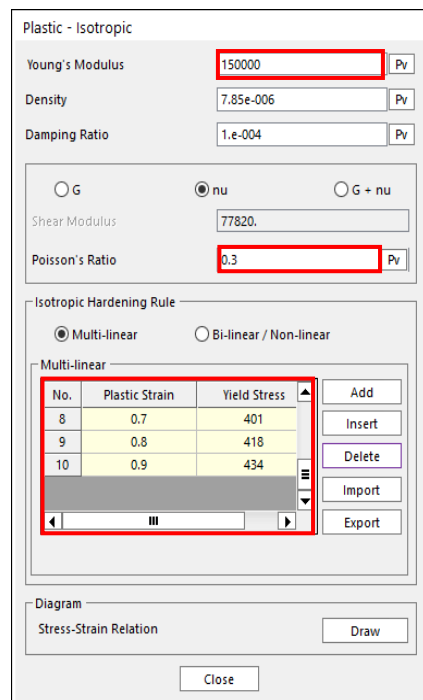 Plastic - Isotropic
Young's Modulus 150000 Pv
Density 7.85e-006 Pv
Damping Ratio 1.e-004 Pv
G nu G + nu
Shear Modulus 77820.
Poisson's Ratio 0.3 Pv
Isotropic Hardening Rule
Multi-linear Bi-linear / Non-linear
Multi-linear
No. Plastic Strain Yield Stress Add
8 0.7 401 Insert
9 0.8 418 Delete
10 0.9 434
Import
Export
Diagram
Stress-Strain Relation Draw
Close